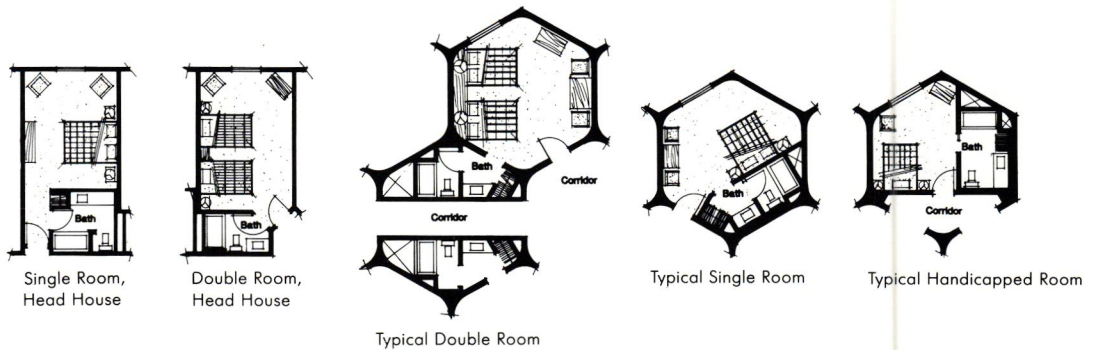 Bath
Single Room,
Head House
Bath
Double Room,
Head House
Bath
Corridor
Corridor
Typical Double Room
Bath
Typical Single Room
Bath
Corridor
Typical Handicapped Room